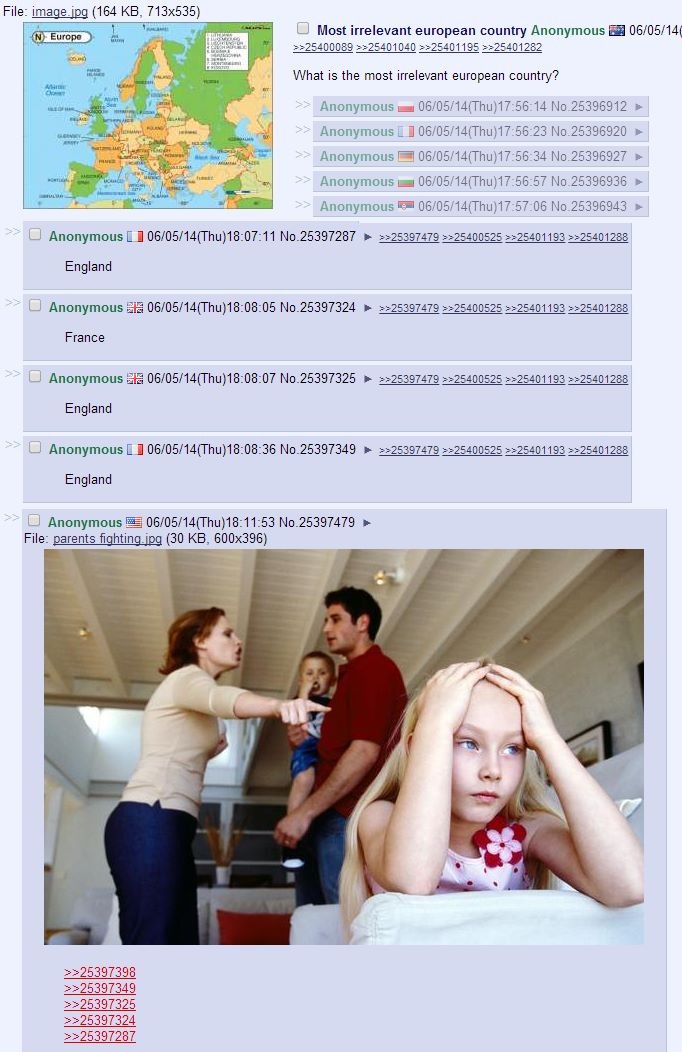 File: image.jpg (164 KB, 713x535)
N Europe
Most irrelevant european country Anonymous 06/05/14(
>>25400089 >>25401040 >>25401195 >>25401282
What is the most irrelevant european country?
>> Anonymous 06/05/14(Thu)17:56:14 No.25396912 ►
>> Anonymous 06/05/14(Thu)17:56:23 No.25396920 ►
>> Anonymous 06/05/14(Thu)17:56:34 No.25396927 ►
>> Anonymous 06/05/14(Thu)17:56:57 No.25396936 ►
>> Anonymous 06/05/14(Thu)17:57:06 No.25396943 ►
>> Anonymous 06/05/14(Thu)18:07:11 No.25397287 ► >>25397479 >>25400525 >>25401193 >>25401288
England
>> Anonymous 06/05/14(Thu)18:08:05 No.25397324 ► >>25397479 >>25400525 >>25401193 >>25401288
France
>> Anonymous 06/05/14(Thu)18:08:07 No.25397325 ► >>25397479 >>25400525 >>25401193 >>25401288
England
>> Anonymous 06/05/14(Thu)18:08:36 No.25397349 ► >>25397479 >>25400525 >>25401193 >>25401288
England
>> Anonymous 06/05/14(Thu)18:11:53 No.25397479 ►
File: parents fighting.jpg (30 KB, 600x396)
>>25397398
>>25397349
>>25397325
>>25397324
>>25397287